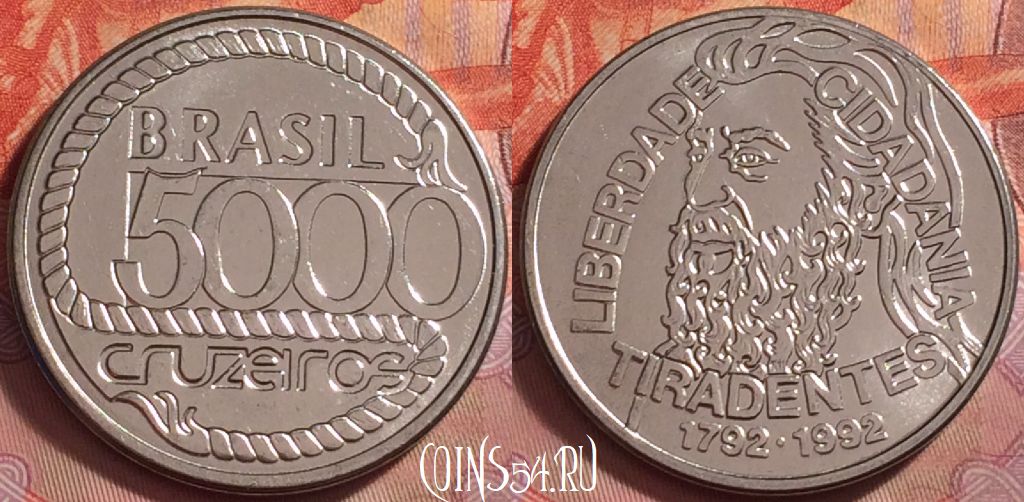 BRASIL
5000
cruzeiros
LIBERDADE
CIDADANIA
TIRADENTES
1792 · 1992
COINS54.RU